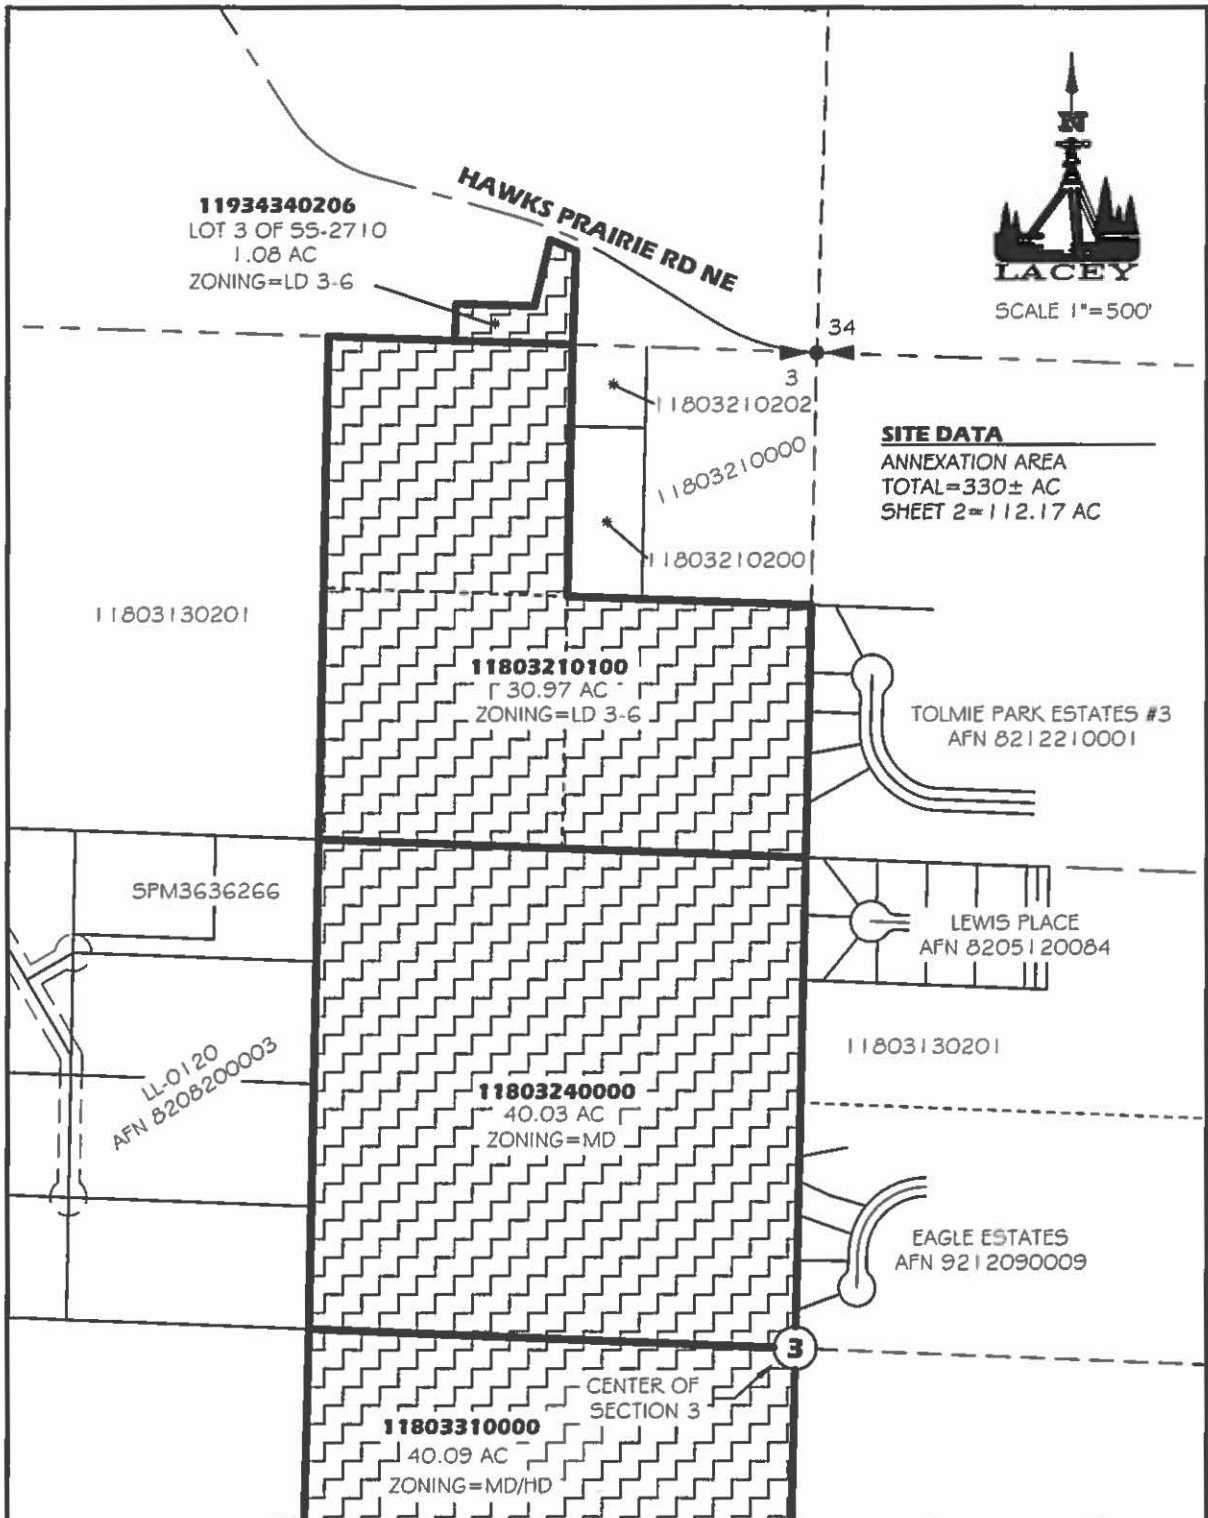 HAWKS PRAIRIE RD NE
11934340206
LOT 3 OF SS-2710
1.08 AC
ZONING=LD 3-6
N
LACEY
SCALE 1"=500'
34
3
11803210202
11803210000
11803210200
SITE DATA
ANNEXATION AREA
TOTAL=330± AC
SHEET 2=112.17 AC
11803130201
11803210100
30.97 AC
ZONING=LD 3-6
TOLMIE PARK ESTATES #3
AFN 8212210001
SPM3636266
LEWIS PLACE
AFN 8205120084
LL-0120
AFN 8208200003
11803130201
11803240000
40.03 AC
ZONING=MD
EAGLE ESTATES
AFN 9212090009
3
CENTER OF
SECTION 3
11803310000
40.09 AC
ZONING=MD/HD